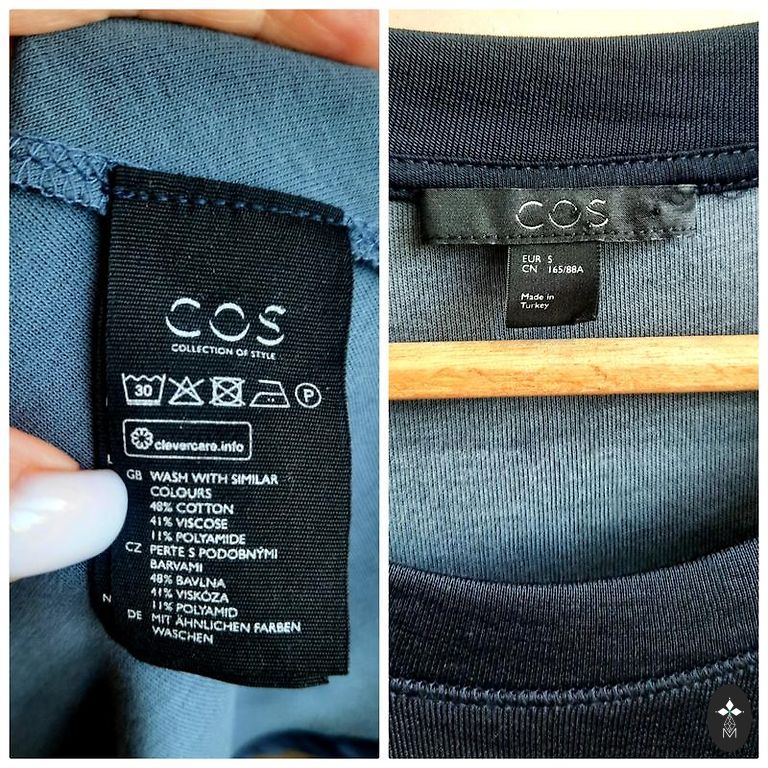 COS
COLLECTION OF STYLE
30
P
clevercare.info
GB WASH WITH SIMILAR
COLOURS
48% COTTON
41% VISCOSE
11% POLYAMIDE
CZ PERTE S PODOBNÝMI
BARVAMI
48% BAVLNA
41% VISKÓZA
11% POLYAMID
DE MIT ÄHNLICHEN FARBEN
WASCHEN
COS
EUR S
CN 165/88A
Made in
Turkey
M